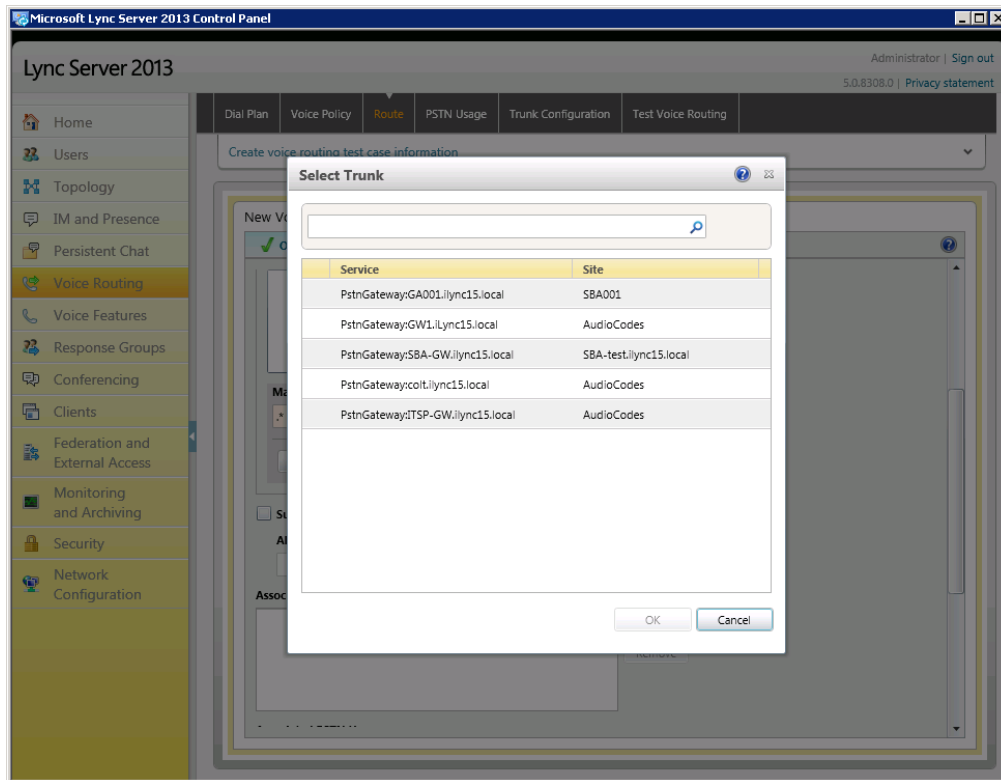 Microsoft Lync Server 2013 Control Panel
Lync Server 2013
Administrator | Sign out
5.0.8308.0 | Privacy statement
Home
Users
Topology
IM and Presence
Persistent Chat
Voice Routing
Voice Features
Response Groups
Conferencing
Clients
Federation and
External Access
Monitoring
and Archiving
Security
Network
Configuration
Dial Plan Voice Policy Route PSTN Usage Trunk Configuration Test Voice Routing
Create voice routing test case information
New
Select Trunk
Service Site
PstnGateway:GA001.ilync15.local SBA001
PstnGateway:GW1.iLync15.local AudioCodes
PstnGateway:SBA-GW.ilync15.local SBA-test.ilync15.local
PstnGateway:colt.ilync15.local AudioCodes
PstnGateway:ITSP-GW.ilync15.local AudioCodes
OK Cancel
Remove